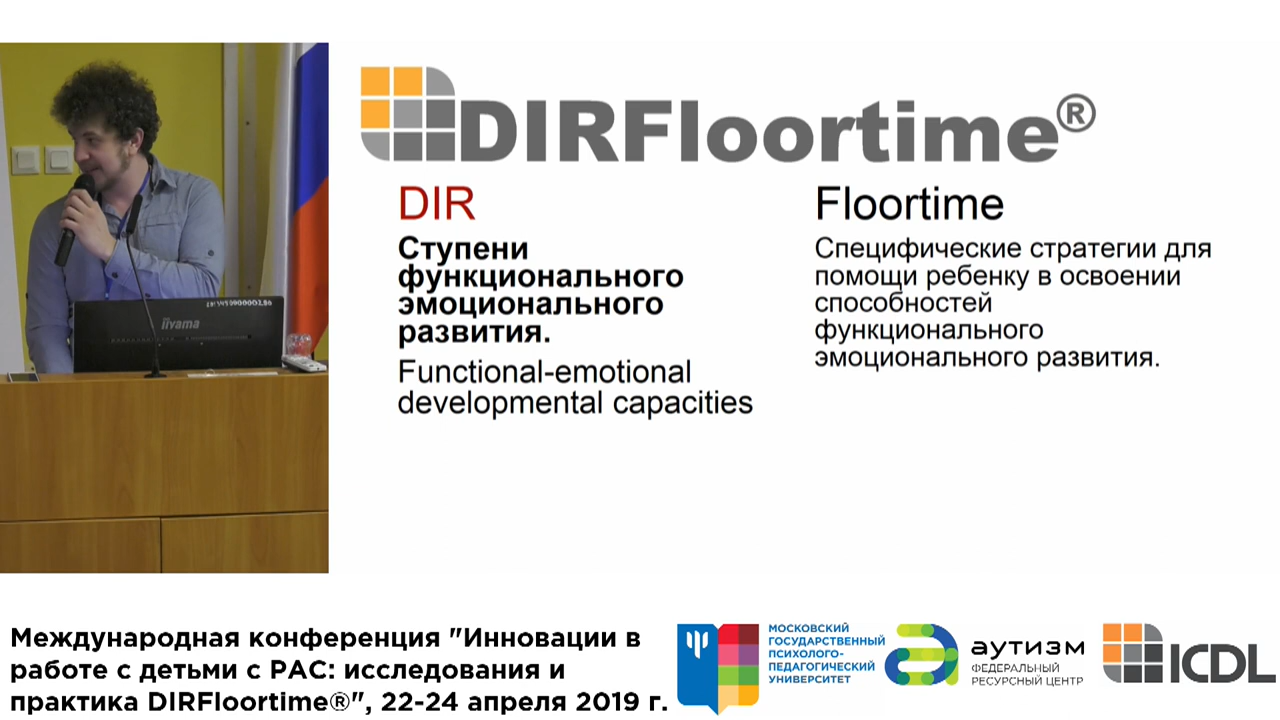 DIRFloortime®
DIR
Ступени
функционального
эмоционального
развития.
Functional-emotional
developmental capacities
Floortime
Специфические стратегии для
помощи ребенку в освоении
способностей
функционального
эмоционального развития.
iiyama
Международная конференция "Инновации в
работе с детьми с РАС: исследования и
практика DIRFloortime®", 22-24 апреля 2019 г.
МОСКОВСКИЙ
ГОСУДАРСТВЕННЫЙ
ПСИХОЛОГО-
ПЕДАГОГИЧЕСКИЙ
УНИВЕРСИТЕТ
аутизм
ФЕДЕРАЛЬНЫЙ
РЕСУРСНЫЙ ЦЕНТР
ICDL